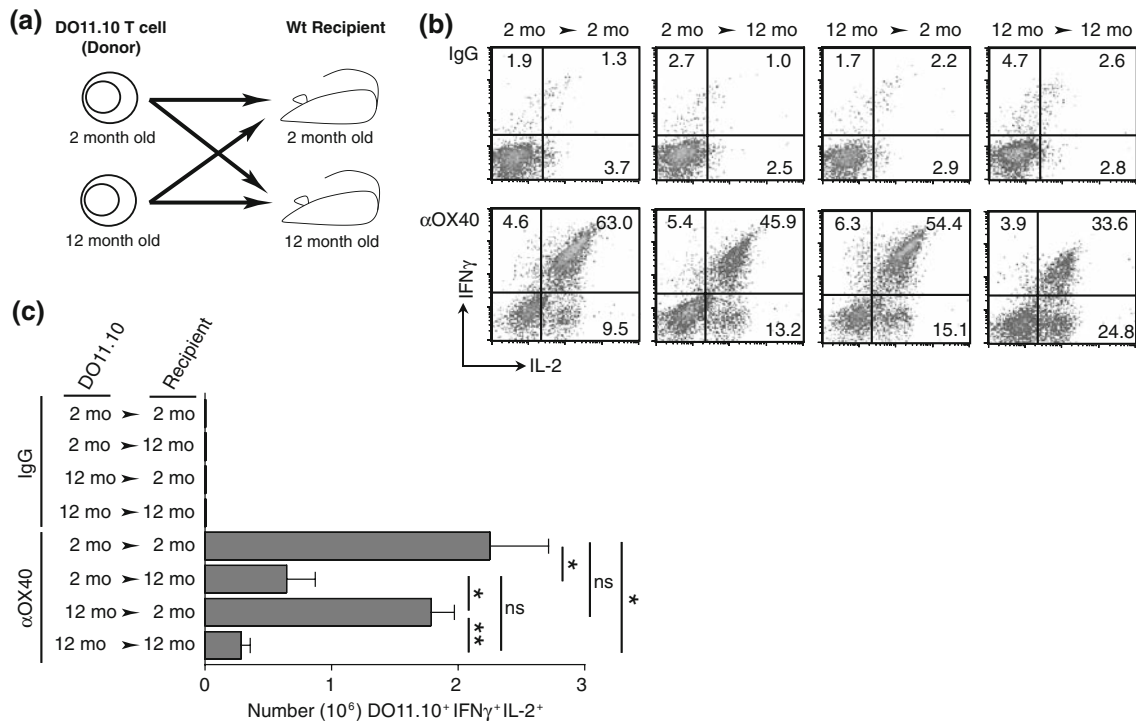 (a)
DO11.10 T cell
(Donor)
Wt Recipient
2 month old
2 month old
12 month old
12 month old
(b)
2 mo ➤ 2 mo
2 mo ➤ 12 mo
12 mo ➤ 2 mo
12 mo ➤ 12 mo
IgG
1.9
1.3
3.7
2.7
1.0
2.5
1.7
2.2
2.9
4.7
2.6
2.8
αOX40
4.6
63.0
9.5
5.4
45.9
13.2
6.3
54.4
15.1
3.9
33.6
24.8
IFNγ
IL-2
(c)
DO11.10
Recipient
IgG
2 mo ➤ 2 mo
2 mo ➤ 12 mo
12 mo ➤ 2 mo
12 mo ➤ 12 mo
αOX40
2 mo ➤ 2 mo
2 mo ➤ 12 mo
12 mo ➤ 2 mo
12 mo ➤ 12 mo
*
ns
*
*
ns
**
0
1
2
3
Number (10⁶) DO11.10⁺IFNγ⁺IL-2⁺